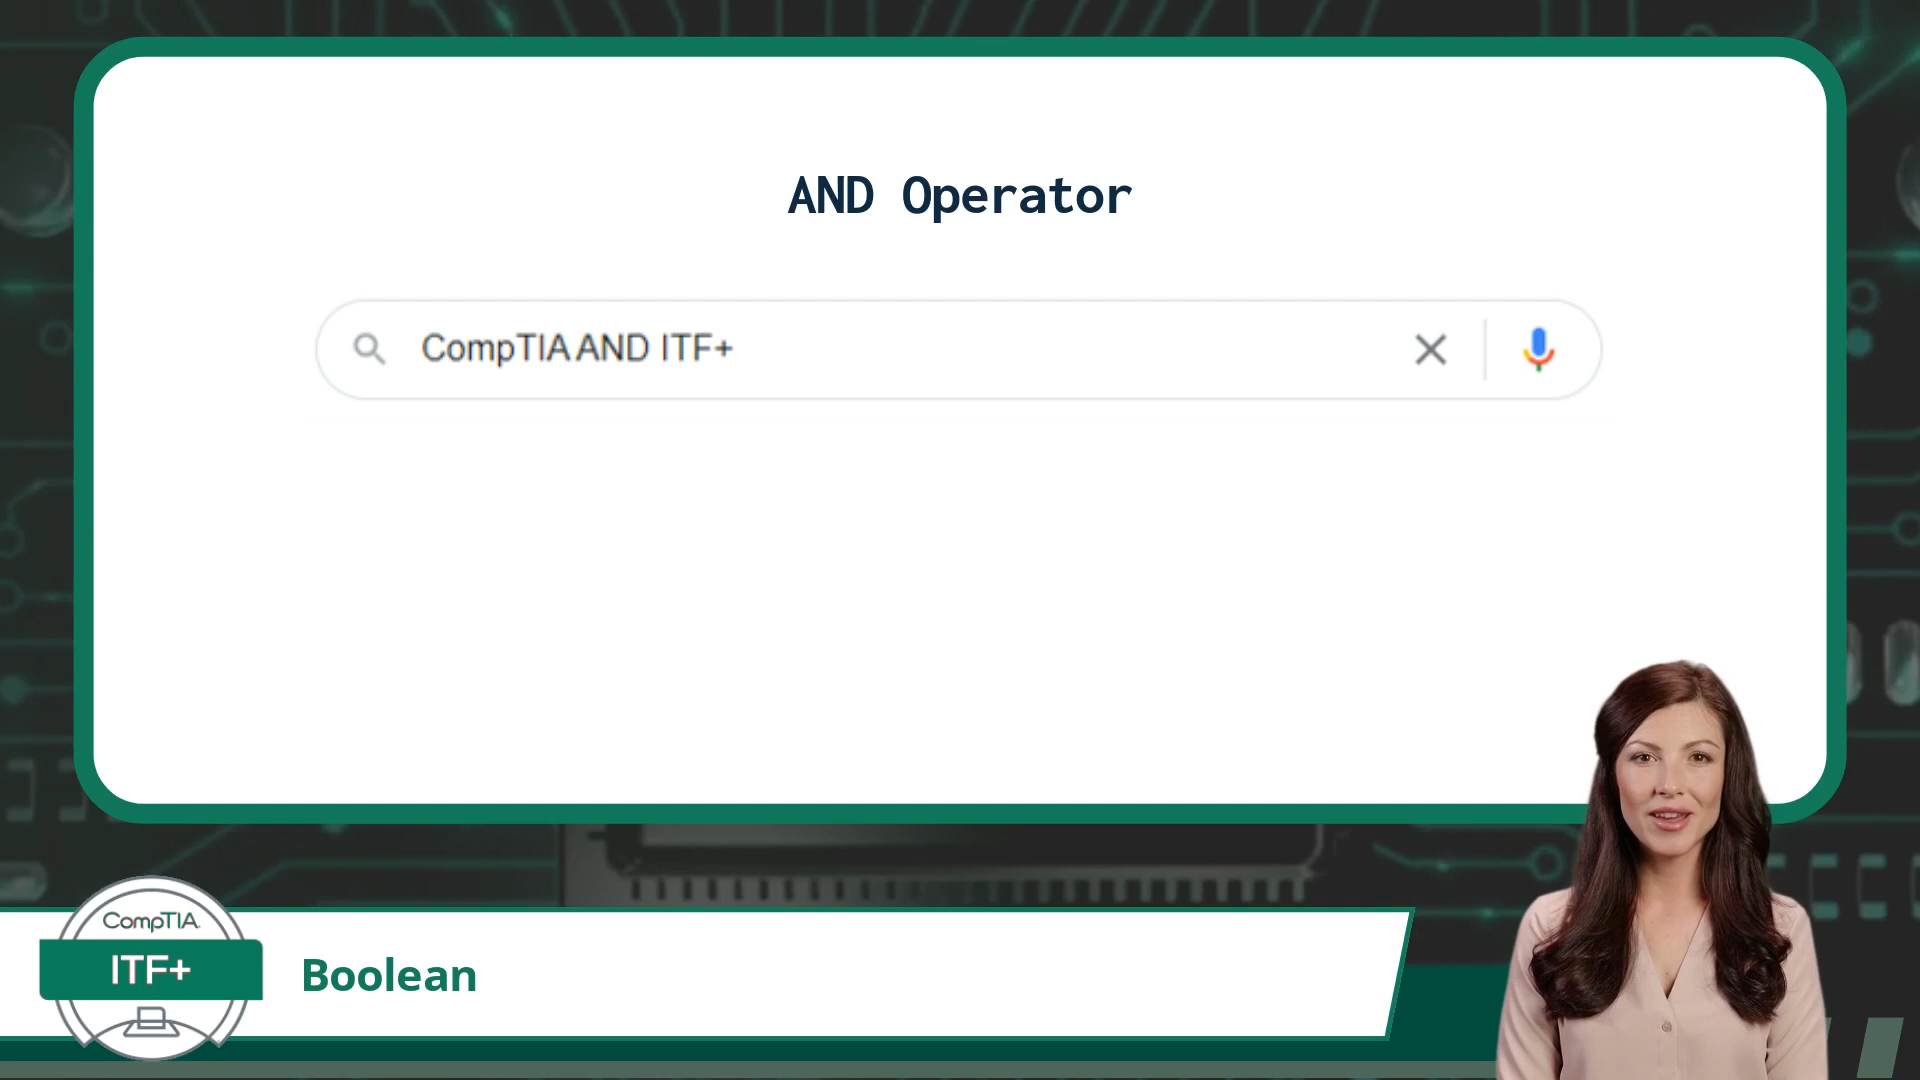 AND Operator
CompTIA AND ITF+
CompTIA
ITF+
Boolean